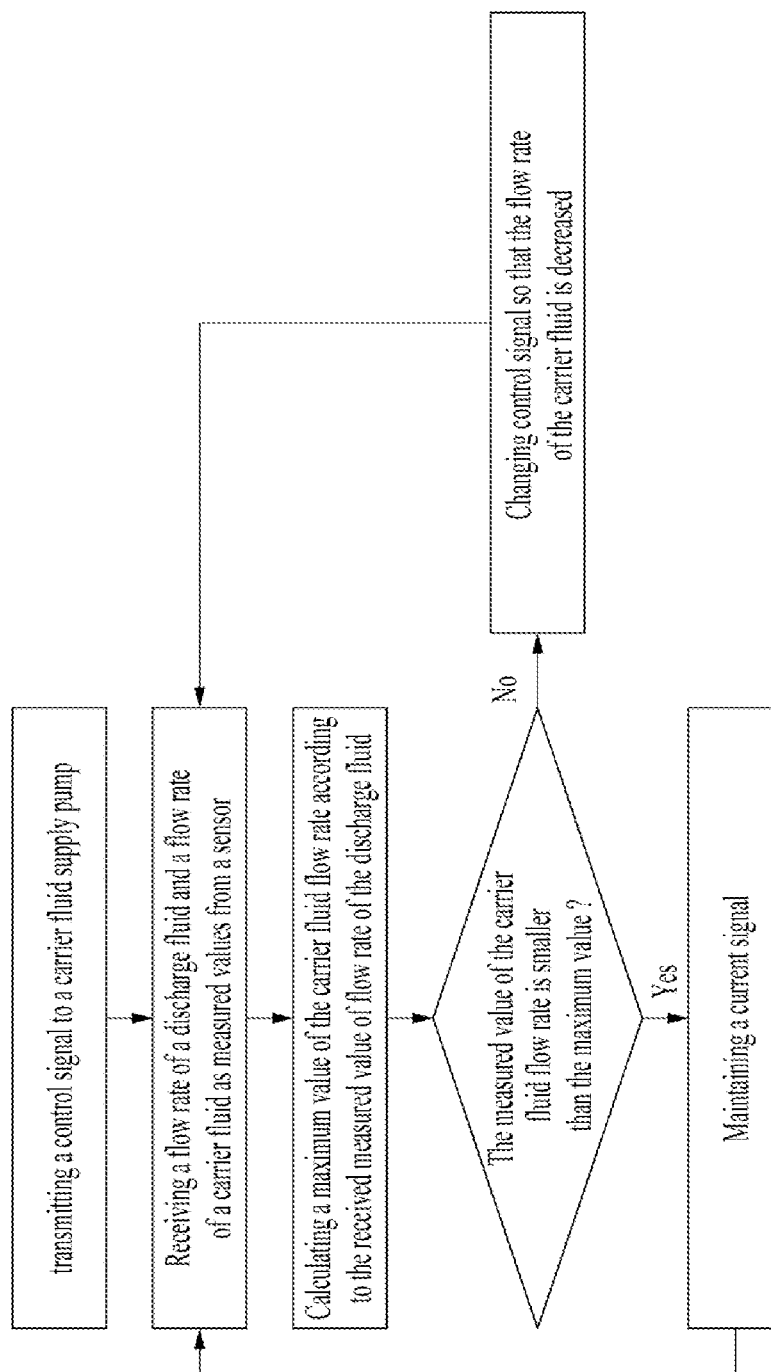 transmitting a control signal to a carrier fluid supply pump
Receiving a flow rate of a discharge fluid and a flow rate
of a carrier fluid as measured values from a sensor
Calculating a maximum value of the carrier fluid flow rate according
to the received measured value of flow rate of the discharge fluid
The measured value of the carrier
fluid flow rate is smaller
than the maximum value ?
No
Changing control signal so that the flow rate
of the carrier fluid is decreased
Yes
Maintaining a current signal